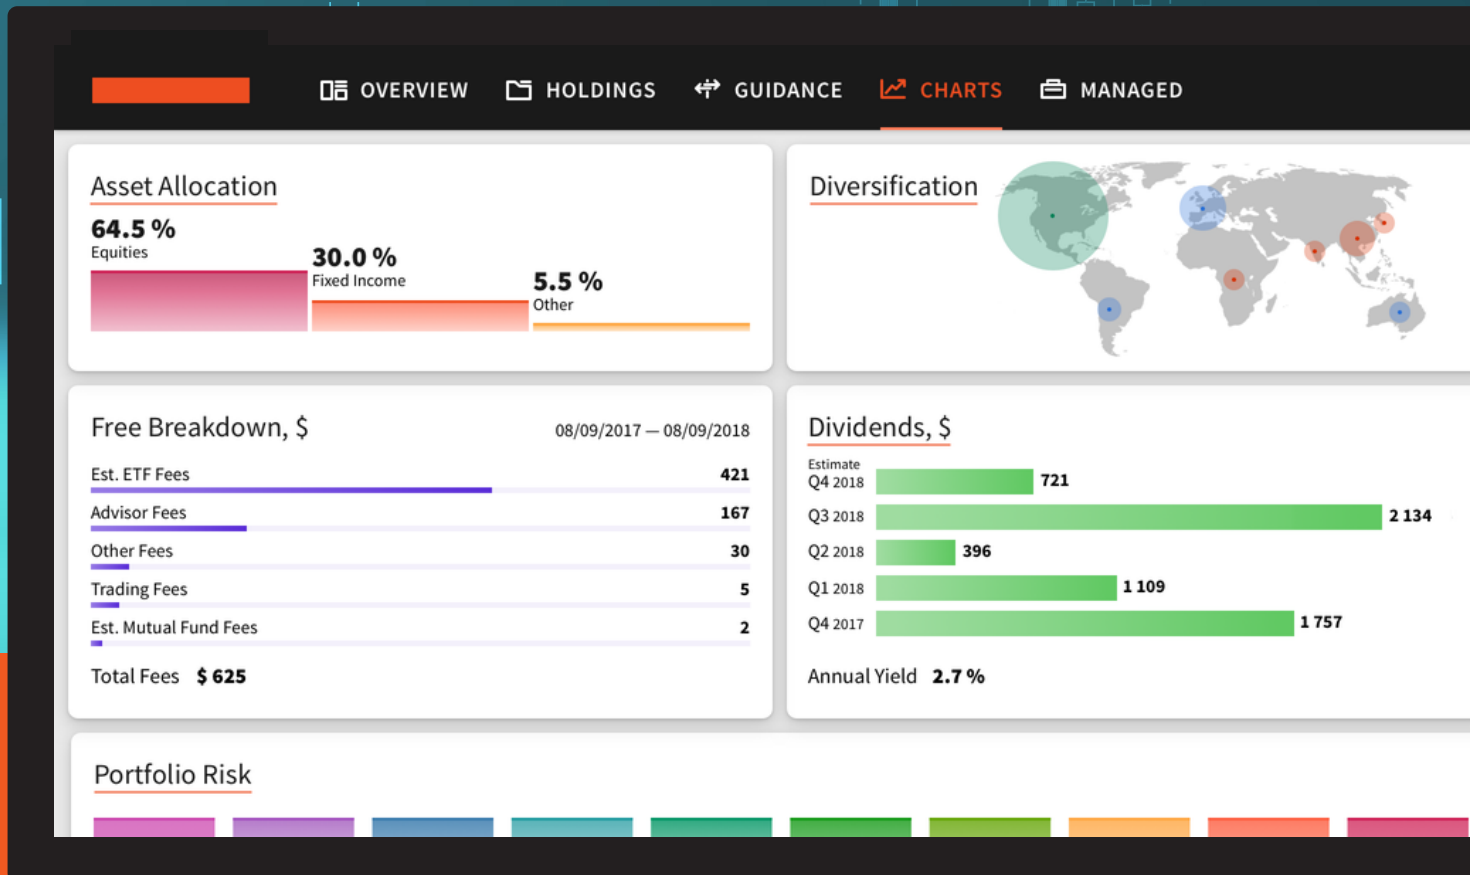 OVERVIEW HOLDINGS GUIDANCE CHARTS MANAGED
Asset Allocation
64.5 %
Equities
30.0 %
Fixed Income
5.5 %
Other
Diversification
Free Breakdown, $ 08/09/2017 — 08/09/2018
Est. ETF Fees 421
Advisor Fees 167
Other Fees 30
Trading Fees 5
Est. Mutual Fund Fees 2
Total Fees $ 625
Dividends, $
Estimate
Q4 2018 721
Q3 2018 2 134
Q2 2018 396
Q1 2018 1 109
Q4 2017 1 757
Annual Yield 2.7 %
Portfolio Risk